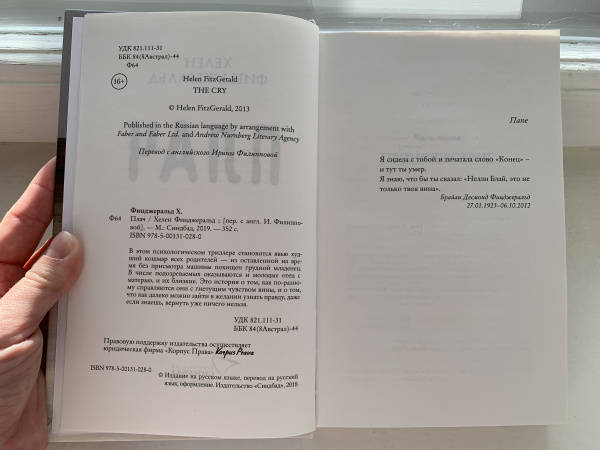 УДК 821.111-31
ББК 84(8Австрал)-44
Ф64
16+
Helen FitzGerald
THE CRY
© Helen FitzGerald, 2013
Published in the Russian language by arrangement with
Faber and Faber Ltd. and Andrew Nurnberg Literary Agency
Перевод с английского Ирины Филипповой
Фицджеральд Х.
Ф64 Плач / Хелен Фицджеральд ; [пер. с англ. И. Филиппо-
вой]. — М.: Синдбад, 2019. — 352 с.
ISBN 978-5-00131-028-0
В этом психологическом триллере становится явью худ-
ший кошмар всех родителей — из оставленной на время
без присмотра машины похищен грудной младенец.
В числе подозреваемых оказываются и молодые отец с
матерью, и их близкие. Это история о том, как по-разно-
му справляются они с гнетущим чувством вины, и о том,
что как далеко можно зайти в желании узнать правду, даже
если знаешь, вернуть уже ничего нельзя.
УДК 821.111-31
ББК 84(8Австрал)-44
Правовую поддержку издательства осуществляет
юридическая фирма «Корпус Права» Korpus Prava
ISBN 978-5-00131-028-0
© Издание на русском языке, перевод на русский
язык, оформление. Издательство «Синдбад», 2018
Папе
Я сидела с тобой и печатала слово «Конец» –
и тут ты умер.
Я знаю, что бы ты сказал: «Нелли Блай, это не
только твоя вина».
Брайан Десмонд Фицджеральд
27.01.1925–06.10.2012